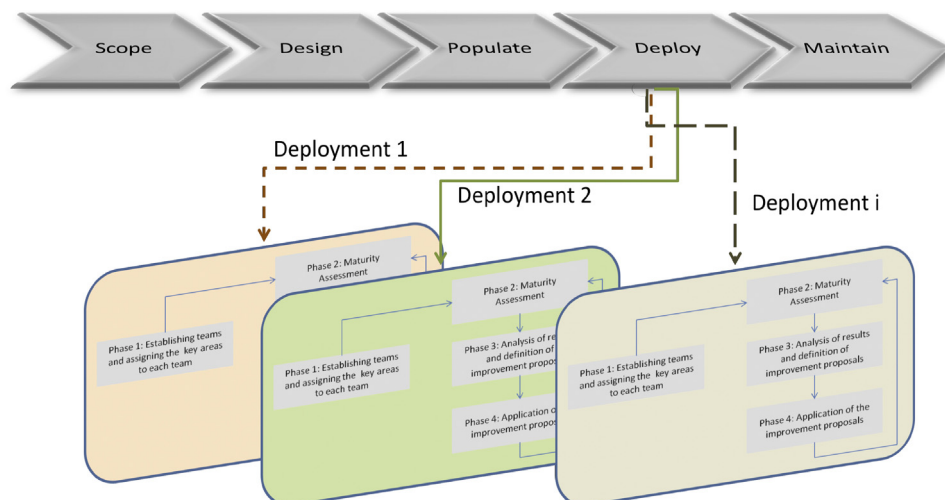 Scope
Design
Populate
Deploy
Maintain
Deployment 1
Deployment 2
Deployment i
Phase 2: Maturity
Assessment
Phase 1: Establishing teams
and assigning the key areas
to each team
Phase 2: Maturity
Assessment
Phase 1: Establishing teams
and assigning the key areas
to each team
Phase 3: Analysis of
and definition of
improvement proposals
Phase 4: Application of
improvement
Phase 2: Maturity
Assessment
Phase 1: Establishing teams
and assigning the key areas
to each team
Phase 3: Analysis of results
and definition of
improvement proposals
Phase 4: Application of the
improvement proposals